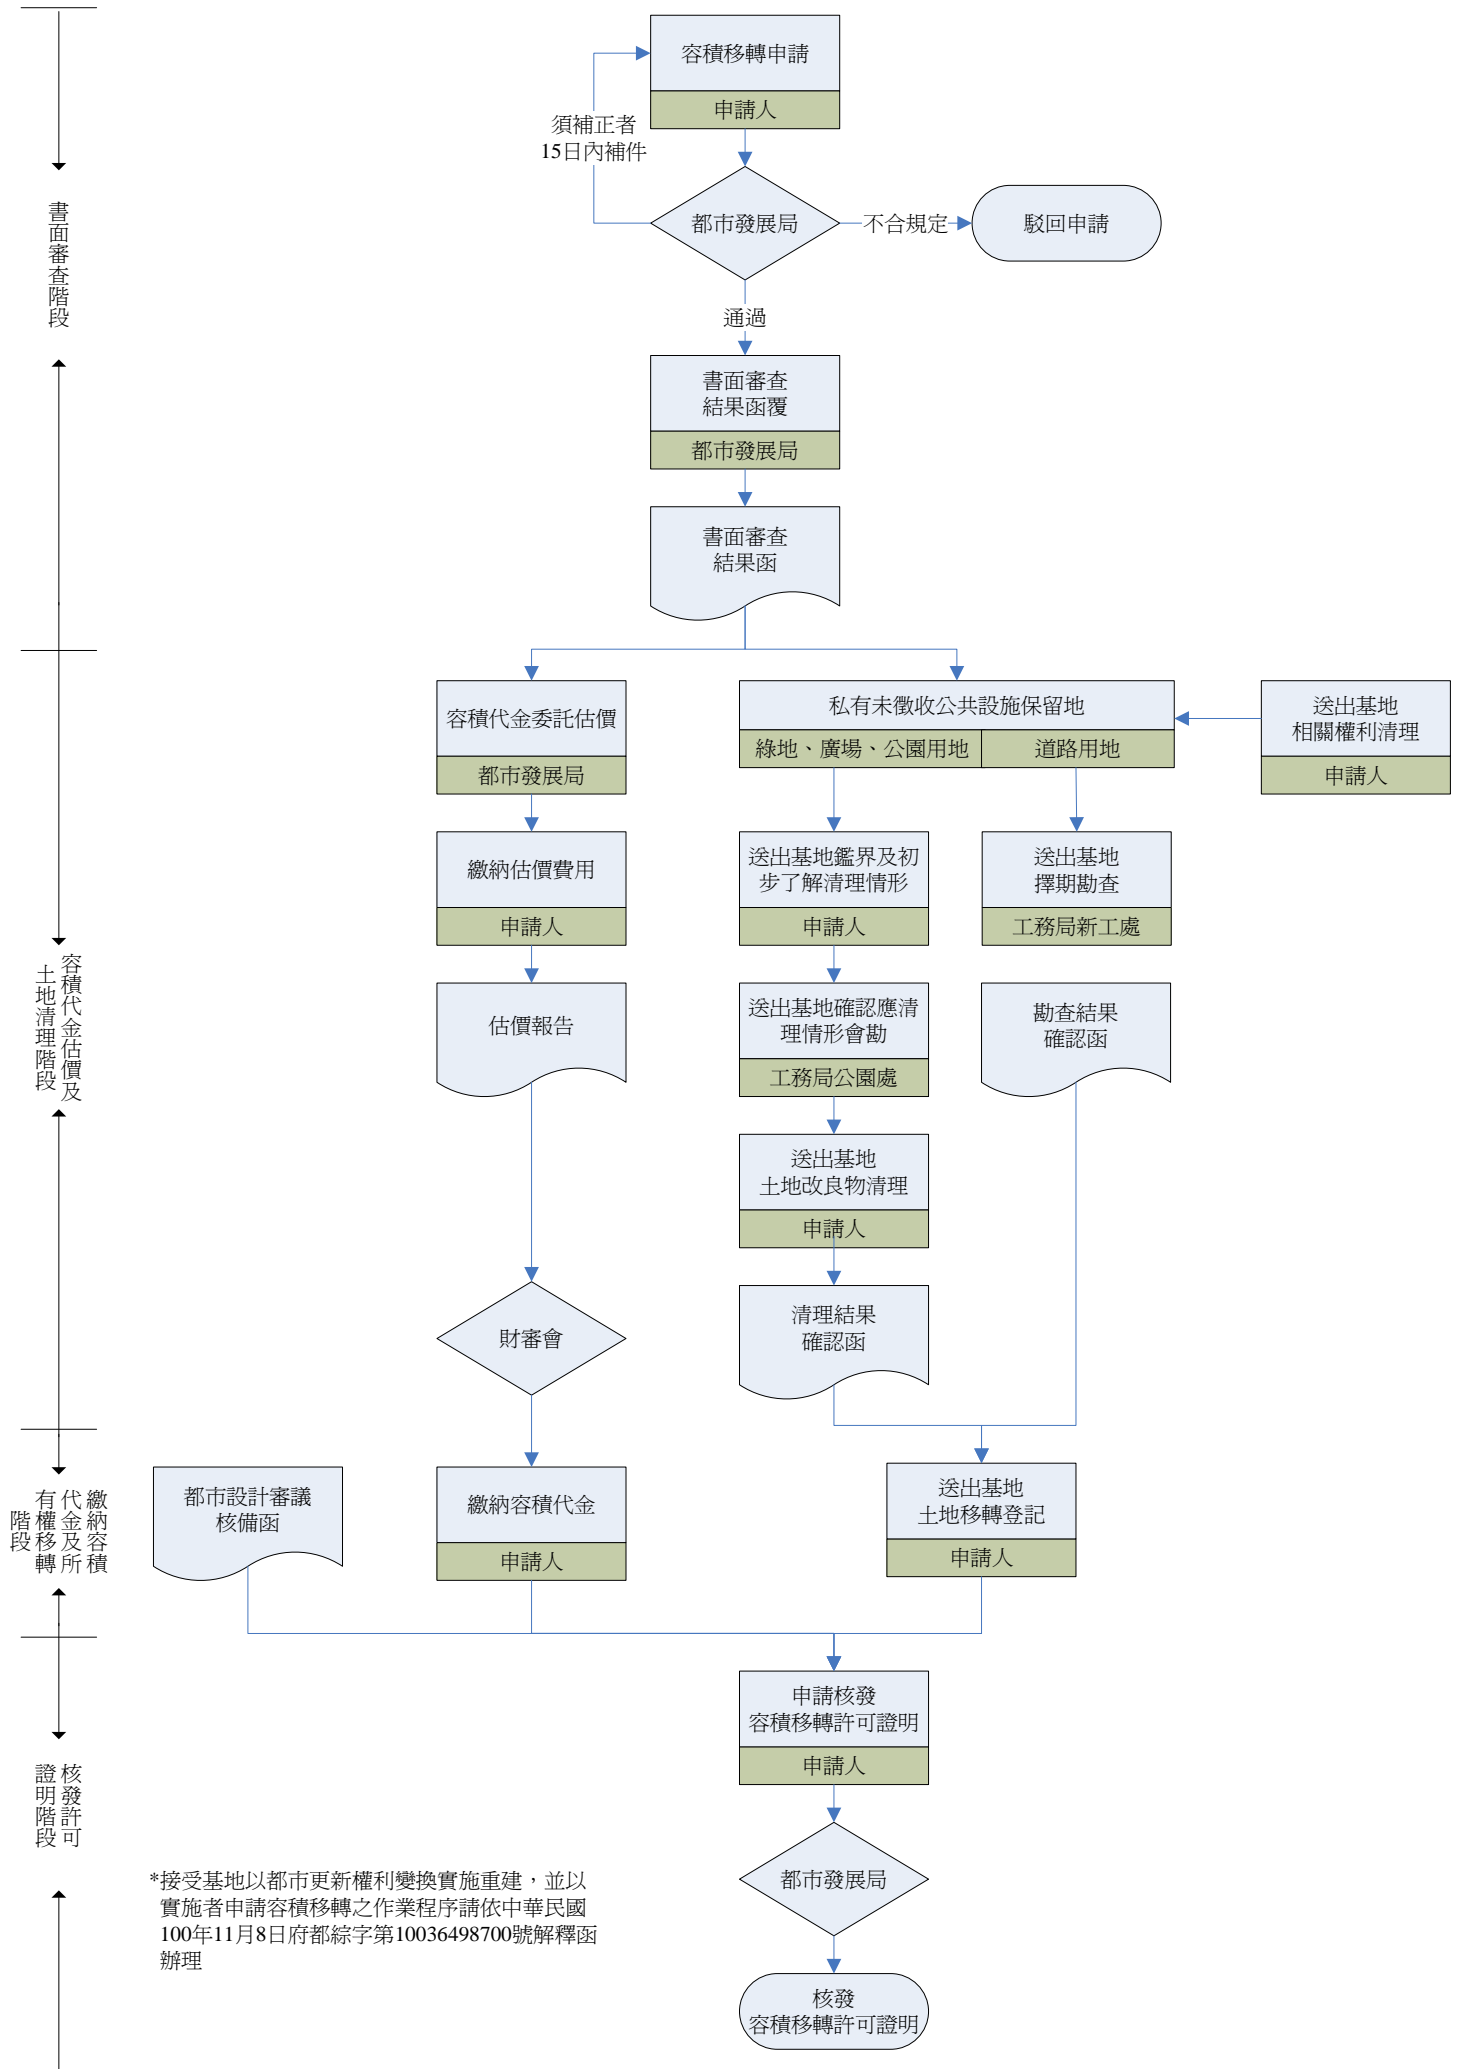 容積移轉申請
申請人
須補正者
15日內補件
都市發展局
不合規定
駁回申請
通過
書面審查階段
書面審查
結果函覆
都市發展局
書面審查
結果函
容積代金委託估價
都市發展局
私有未徵收公共設施保留地
綠地、廣場、公園用地
道路用地
送出基地
相關權利清理
申請人
繳納估價費用
申請人
送出基地鑑界及初
步了解清理情形
申請人
送出基地
擇期勘查
工務局新工處
容積代金估價及
土地清理階段
估價報告
送出基地確認應清
理情形會勘
工務局公園處
勘查結果
確認函
送出基地
土地改良物清理
申請人
財審會
清理結果
確認函
繳納容積
代金及所
有權移轉
階段
都市設計審議
核備函
繳納容積代金
申請人
送出基地
土地移轉登記
申請人
申請核發
容積移轉許可證明
申請人
核發許可
證明階段
都市發展局
*接受基地以都市更新權利變換實施重建，並以
實施者申請容積移轉之作業程序請依中華民國
100年11月8日府都綜字第10036498700號解釋函
辦理
核發
容積移轉許可證明